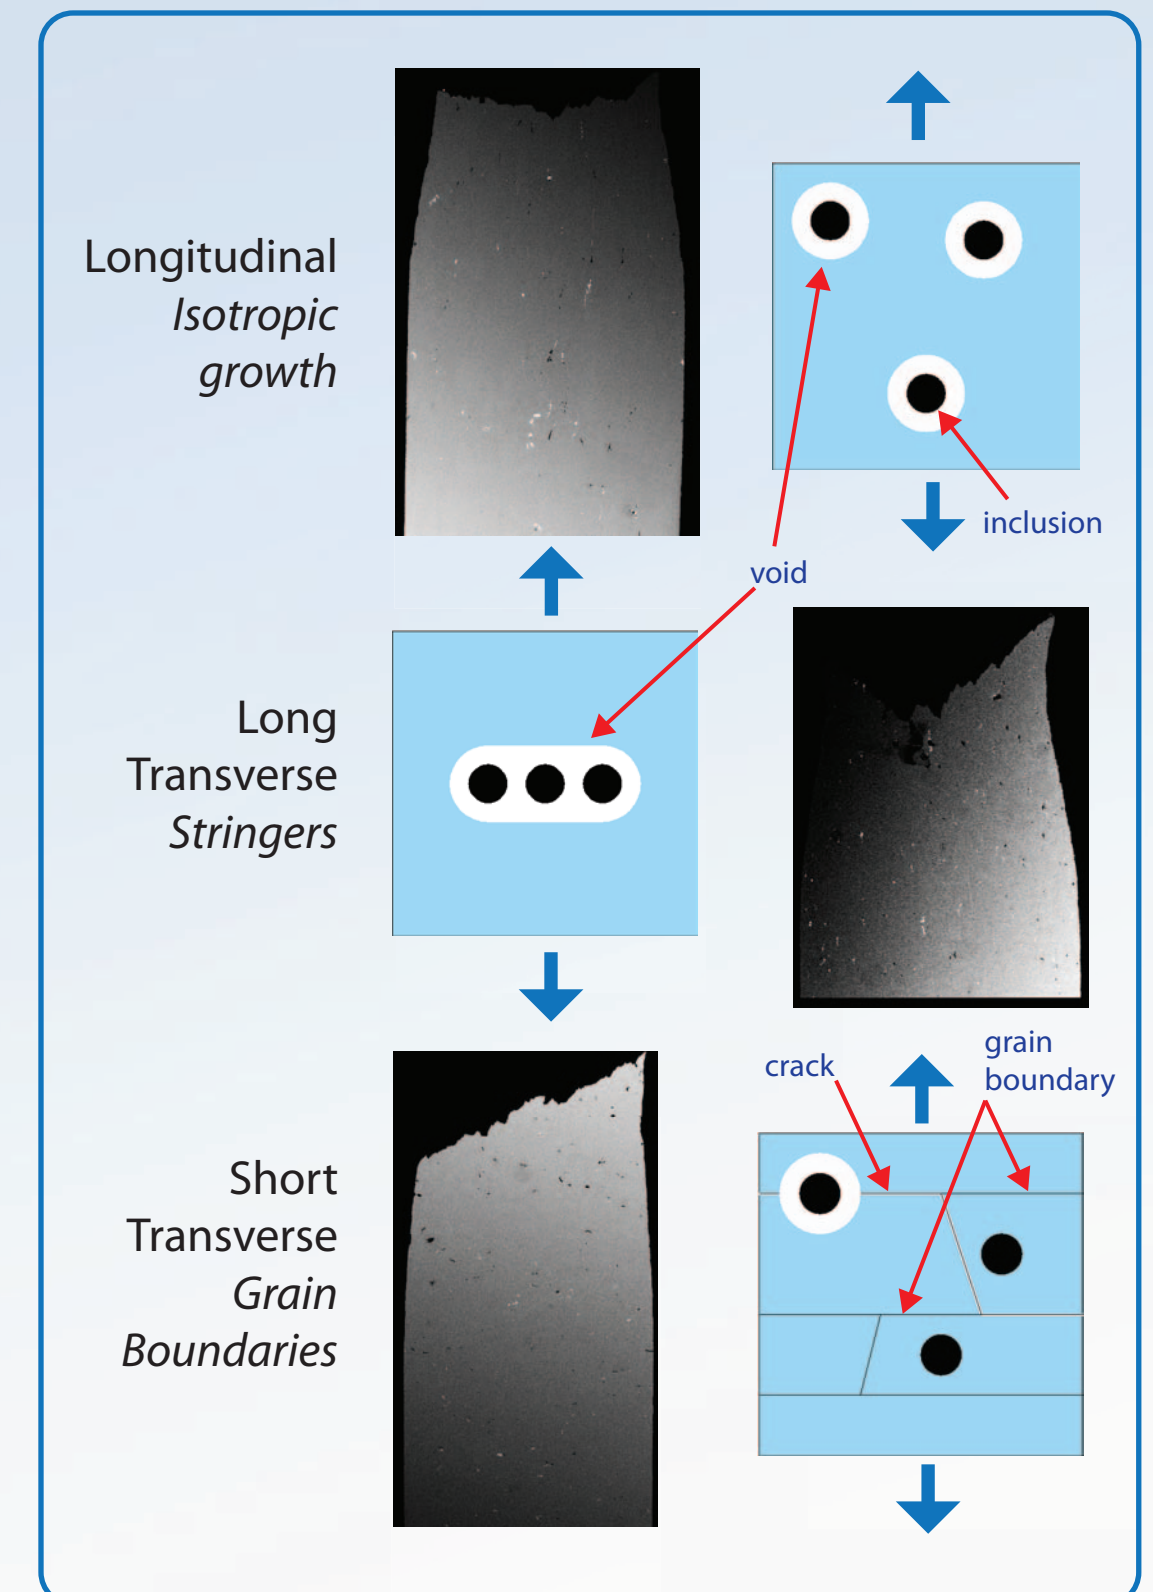 Longitudinal
Isotropic
growth
inclusion
void
Long
Transverse
Stringers
crack
grain
boundary
Short
Transverse
Grain
Boundaries